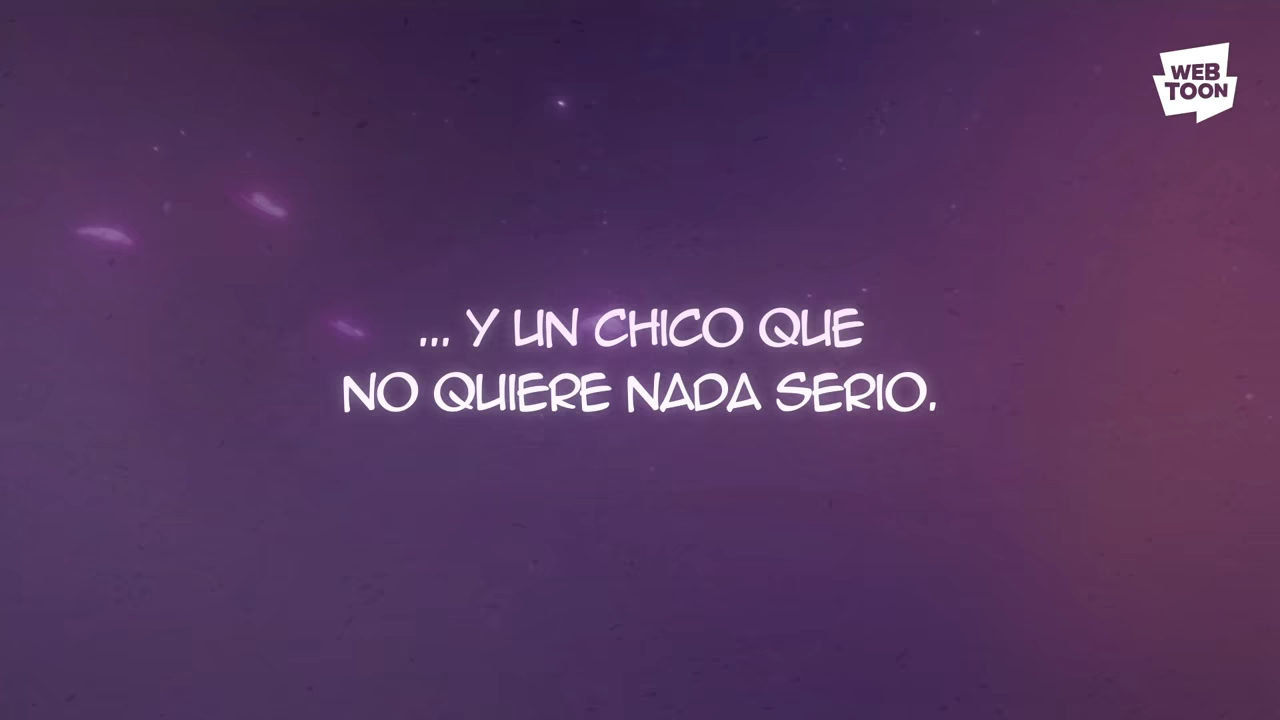 WEB
TOON
... Y UN CHICO QUE
NO QUIERE NADA SERIO.